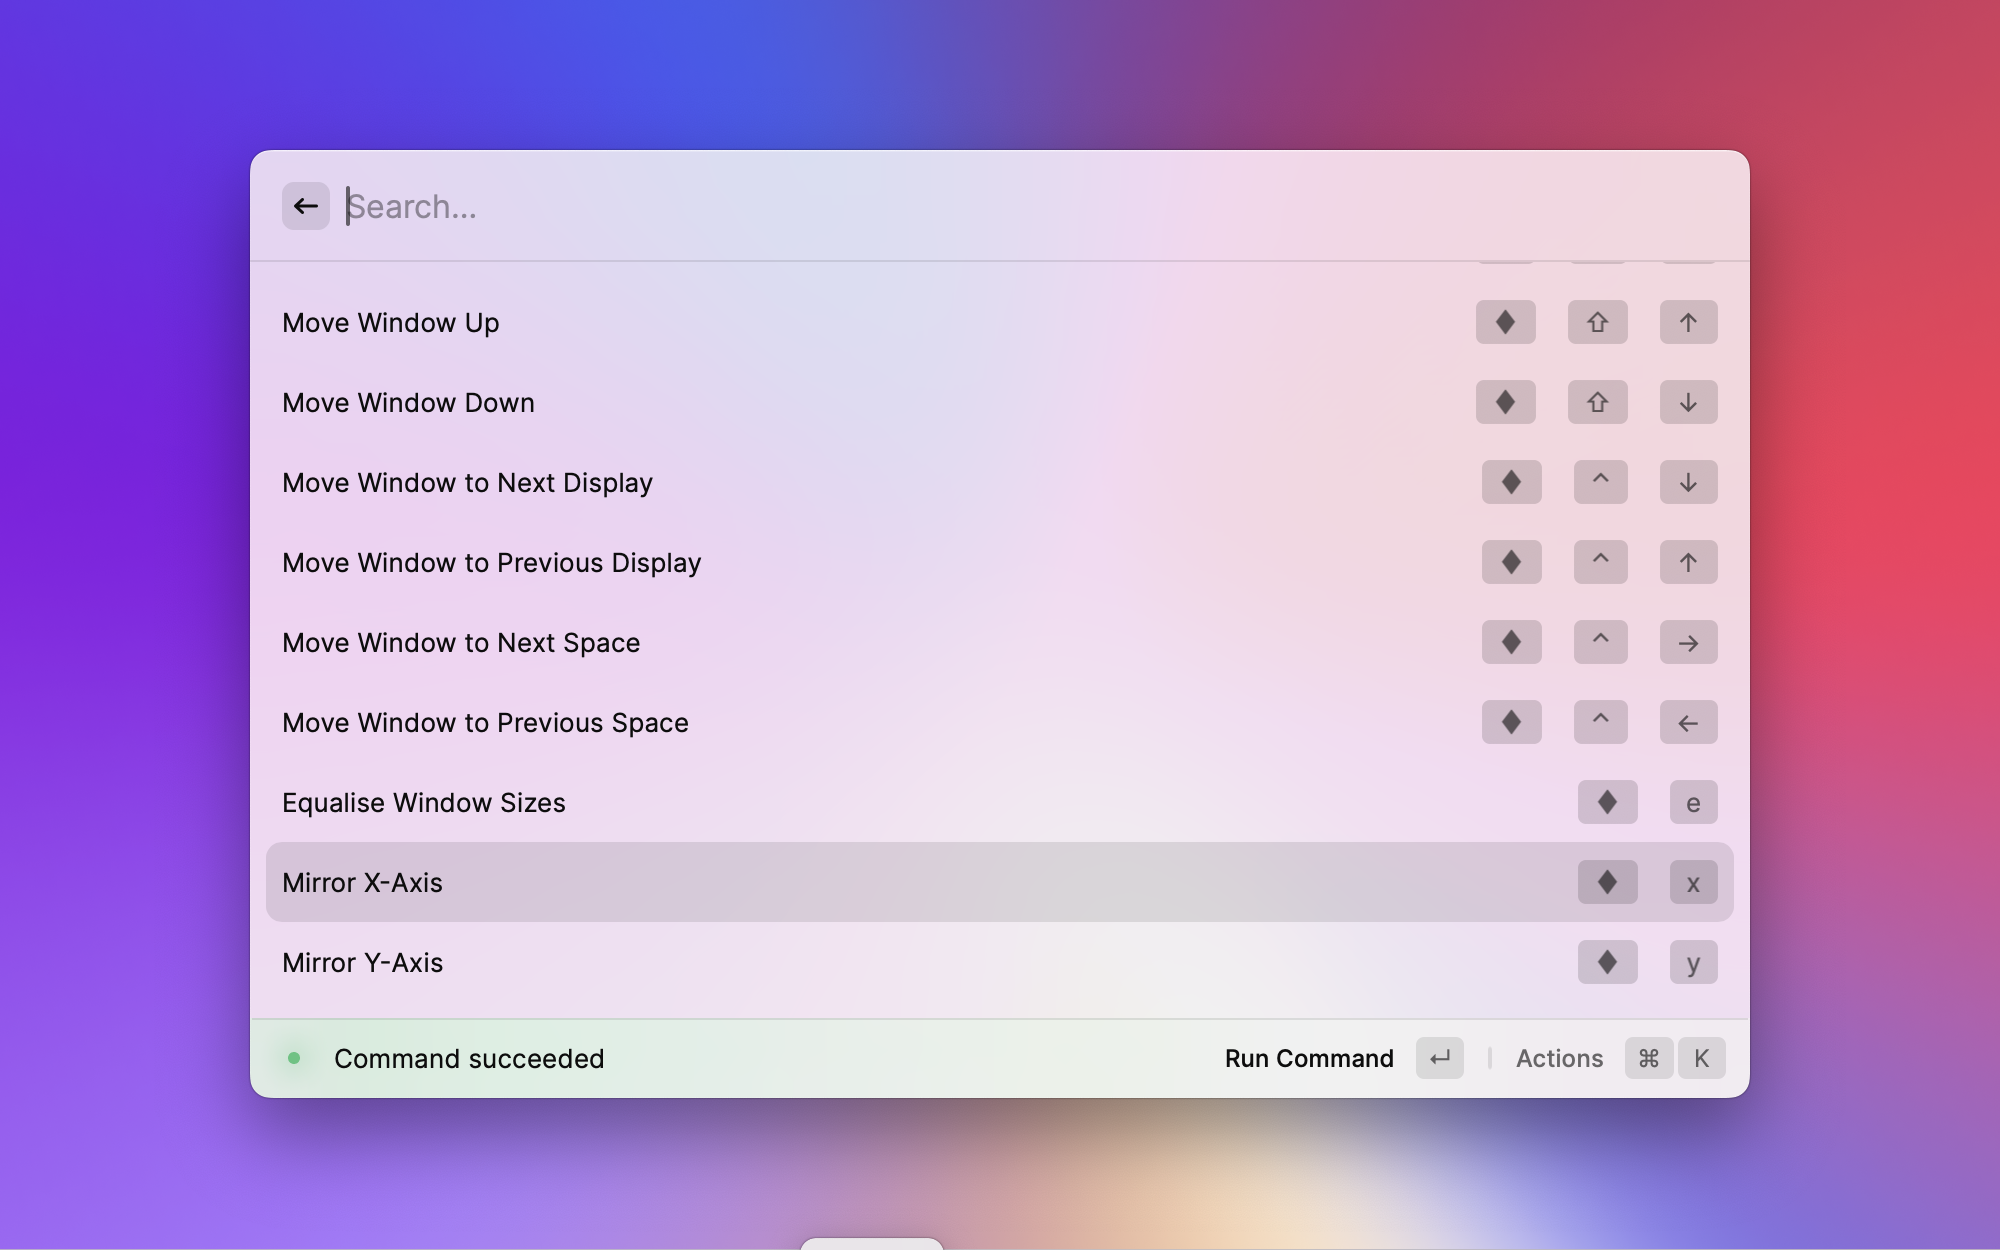 Search...
Move Window Up ♦ ⇧ ↑
Move Window Down ♦ ⇧ ↓
Move Window to Next Display ♦ ^ ↓
Move Window to Previous Display ♦ ^ ↑
Move Window to Next Space ♦ ^ →
Move Window to Previous Space ♦ ^ ←
Equalise Window Sizes ♦ e
Mirror X-Axis ♦ x
Mirror Y-Axis ♦ y
Command succeeded Run Command ↵ | Actions ⌘ K